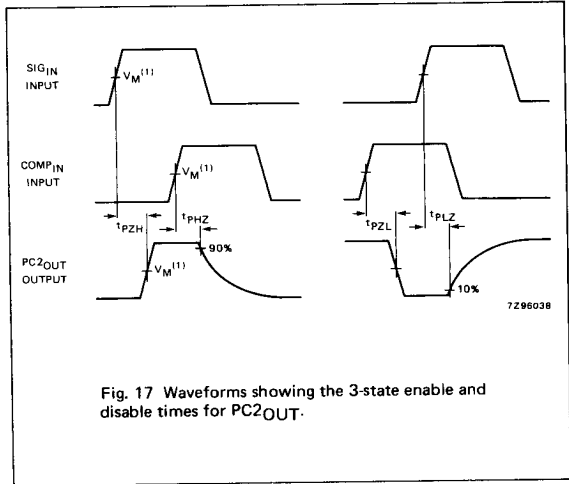 SIGIN
INPUT
VM(1)
COMPIN
INPUT
VM(1)
tPZH
tPHZ
tPZL
tPLZ
PC2OUT
OUTPUT
VM(1)
90%
10%
7Z96038
Fig. 17 Waveforms showing the 3-state enable and
disable times for PC2OUT.